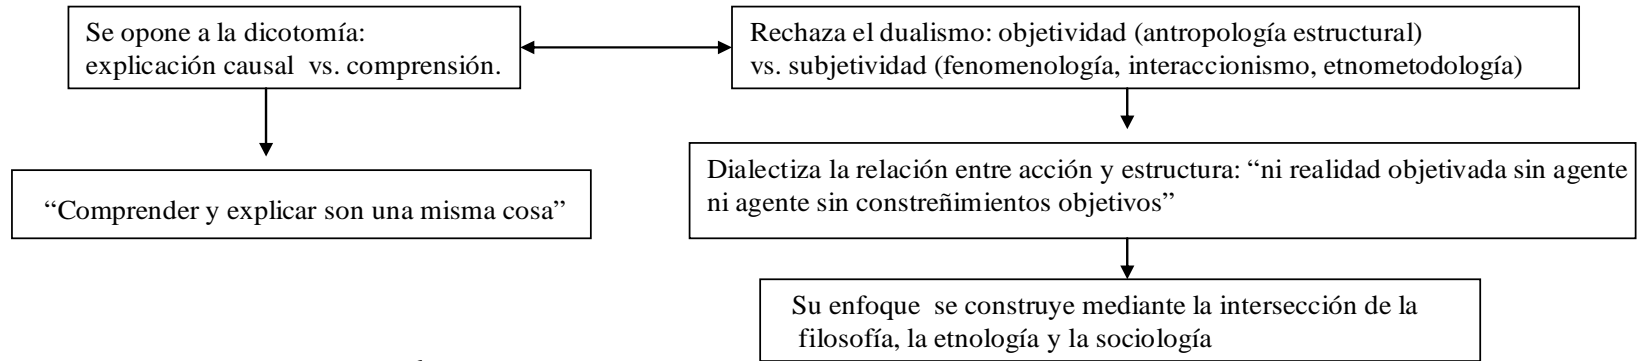 Se opone a la dicotomía:
explicación causal vs. comprensión.
Rechaza el dualismo: objetividad (antropología estructural)
vs. subjetividad (fenomenología, interaccionismo, etnometodología)
“Comprender y explicar son una misma cosa”
Dialectiza la relación entre acción y estructura: “ni realidad objetivada sin agente
ni agente sin constreñimientos objetivos”
Su enfoque se construye mediante la intersección de la
filosofía, la etnología y la sociología